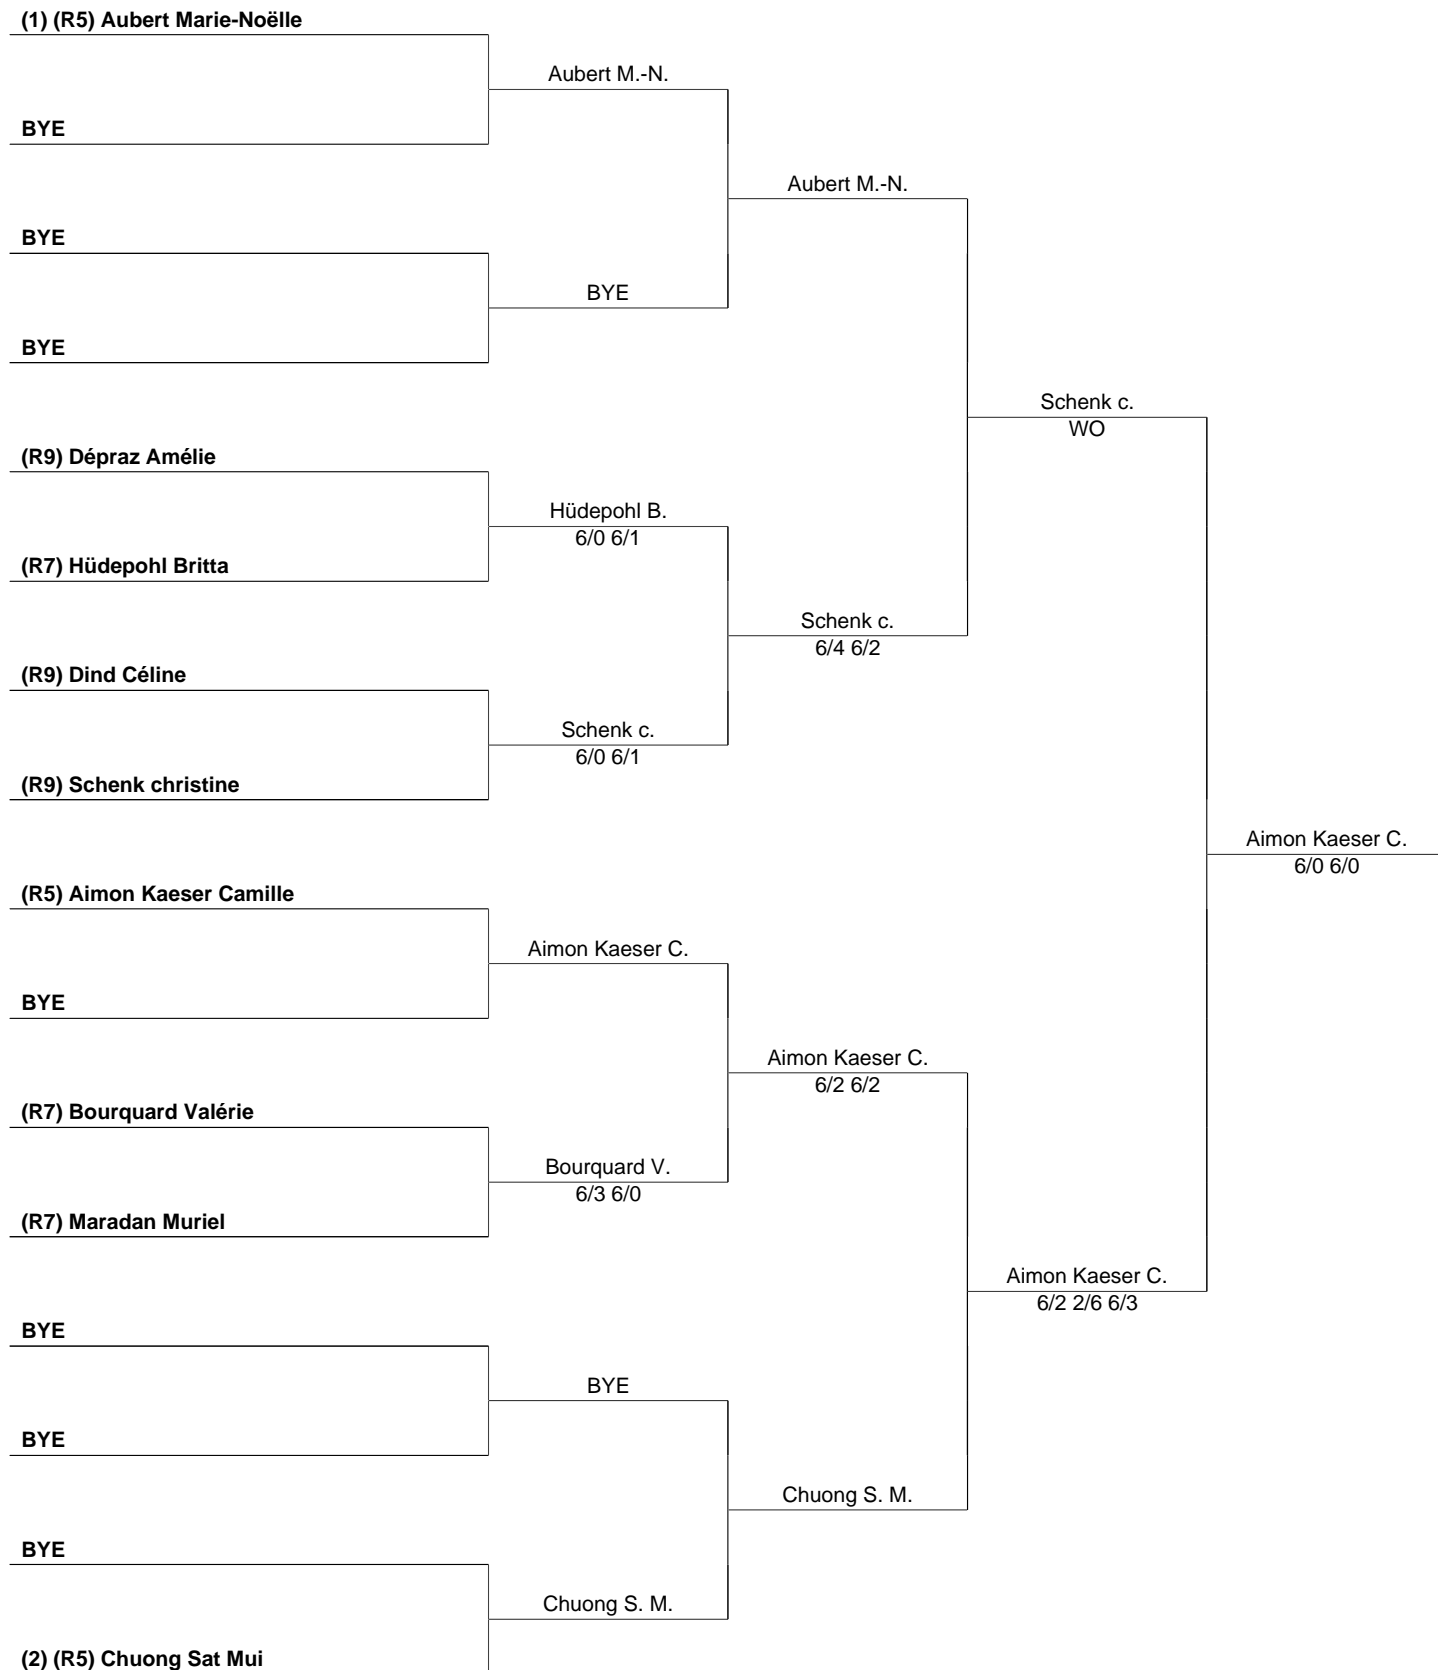 (1) (R5) Aubert Marie-Noëlle
Aubert M.-N.
BYE
Aubert M.-N.
BYE
BYE
BYE
Schenk c.
WO
(R9) Dépraz Amélie
Hüdepohl B.
6/0 6/1
(R7) Hüdepohl Britta
Schenk c.
6/4 6/2
(R9) Dind Céline
Schenk c.
6/0 6/1
(R9) Schenk christine
Aimon Kaeser C.
6/0 6/0
(R5) Aimon Kaeser Camille
Aimon Kaeser C.
BYE
Aimon Kaeser C.
6/2 6/2
(R7) Bourquard Valérie
Bourquard V.
6/3 6/0
(R7) Maradan Muriel
Aimon Kaeser C.
6/2 2/6 6/3
BYE
BYE
BYE
Chuong S. M.
BYE
Chuong S. M.
(2) (R5) Chuong Sat Mui